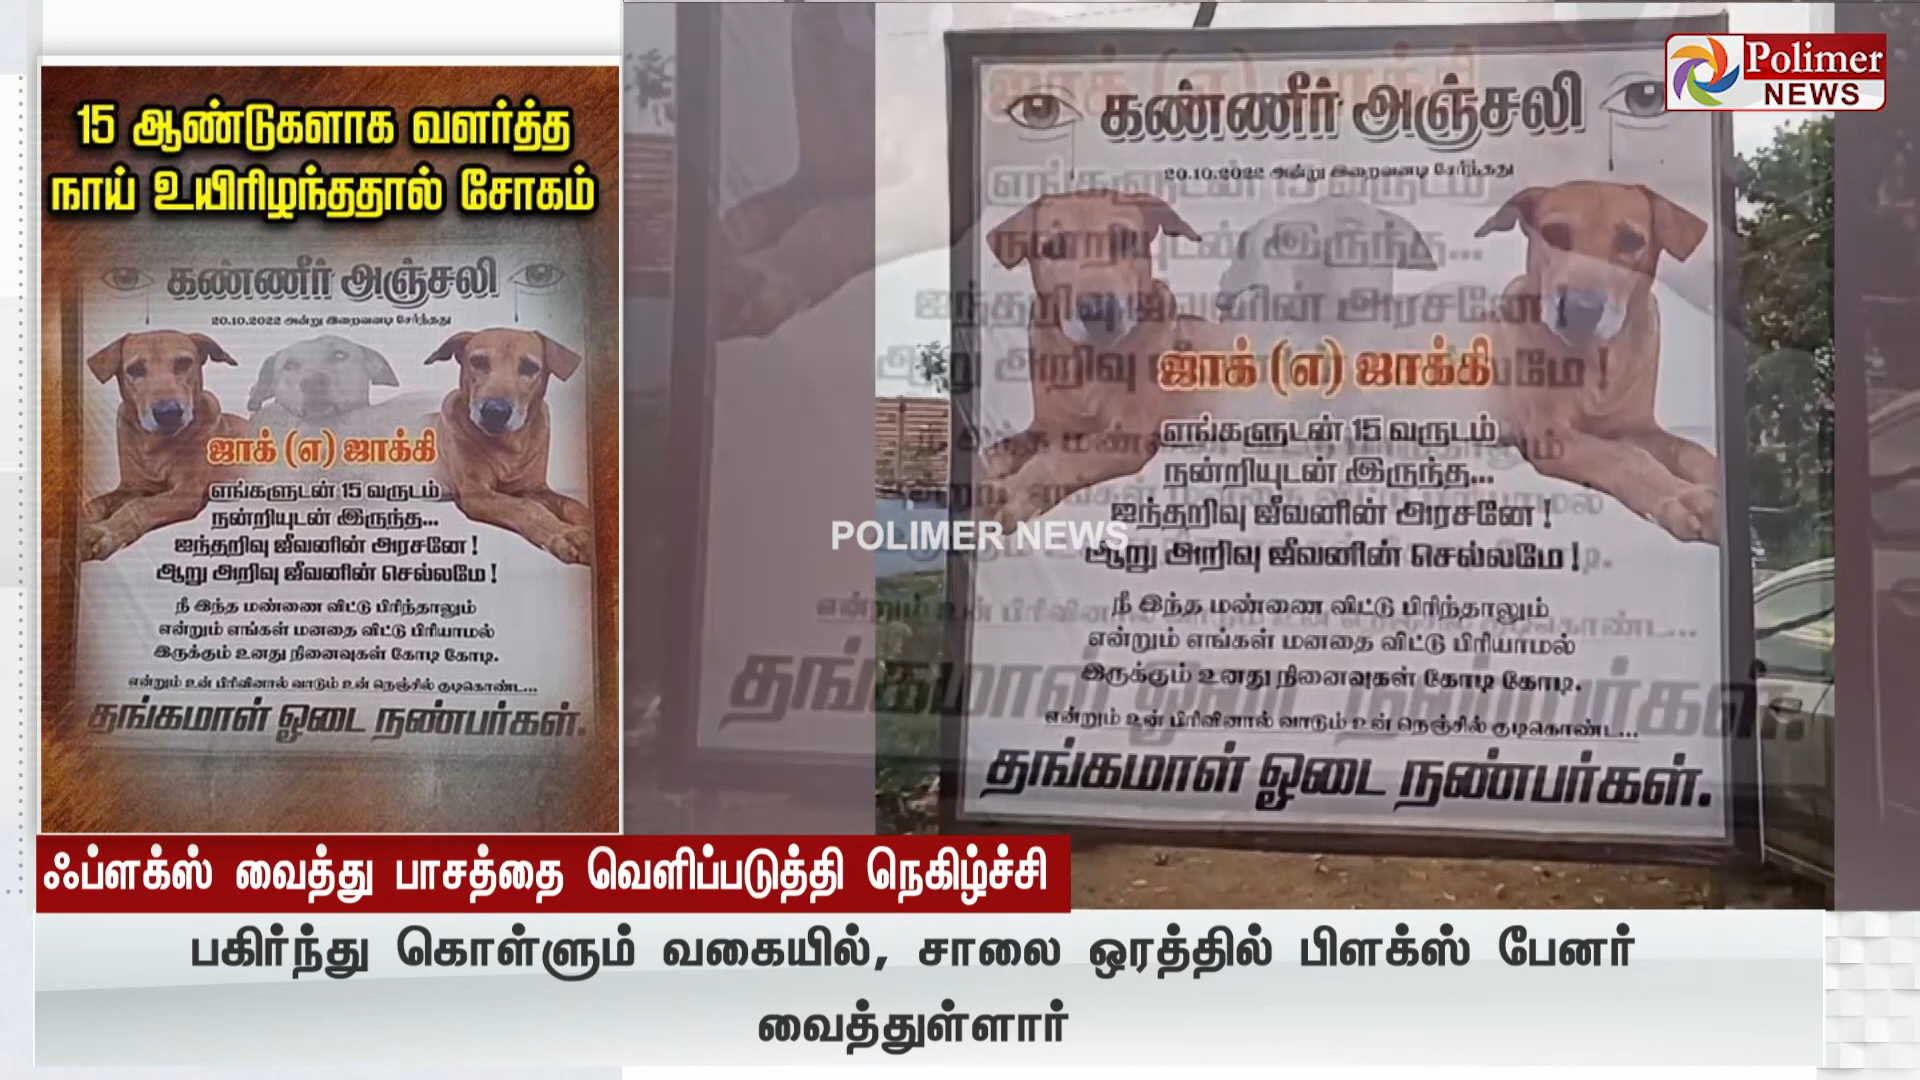 15 ஆண்டுகளாக வளர்த்த
நாய் உயிரிழந்ததால் சோகம்
கண்ணீர் அஞ்சலி
20.10.2022 அன்று இறைவனடி சேர்ந்தது
ஜாக் (எ) ஜாக்கி
எங்களுடன் 15 வருடம்
நன்றியுடன் இருந்த...
ஐந்தறிவு ஜீவனின் அரசனே !
ஆறு அறிவு ஜீவனின் செல்லமே !
நீ இந்த மண்ணை விட்டு பிரிந்தாலும்
என்றும் எங்கள் மனதை விட்டு பிரியாமல்
இருக்கும் உனது நினைவுகள் கோடி கோடி.
என்றும் உன் பிரிவினால் வாடும் உன் நெஞ்சில் குடிகொண்ட...
தங்கமாள் ஓடை நண்பர்கள்.
Polimer
NEWS
கண்ணீர் அஞ்சலி
20.10.2022 அன்று இறைவனடி சேர்ந்தது
ஜாக் (எ) ஜாக்கி
எங்களுடன் 15 வருடம்
நன்றியுடன் இருந்த...
ஐந்தறிவு ஜீவனின் அரசனே !
POLIMER NEWS
ஆறு அறிவு ஜீவனின் செல்லமே !
நீ இந்த மண்ணை விட்டு பிரிந்தாலும்
என்றும் எங்கள் மனதை விட்டு பிரியாமல்
இருக்கும் உனது நினைவுகள் கோடி கோடி.
என்றும் உன் பிரிவினால் வாடும் உன் நெஞ்சில் குடிகொண்ட...
தங்கமாள் ஓடை நண்பர்கள்.
ஃப்ளக்ஸ் வைத்து பாசத்தை வெளிப்படுத்தி நெகிழ்ச்சி
பகிர்ந்து கொள்ளும் வகையில், சாலை ஓரத்தில் பிளக்ஸ் பேனர்
வைத்துள்ளார்